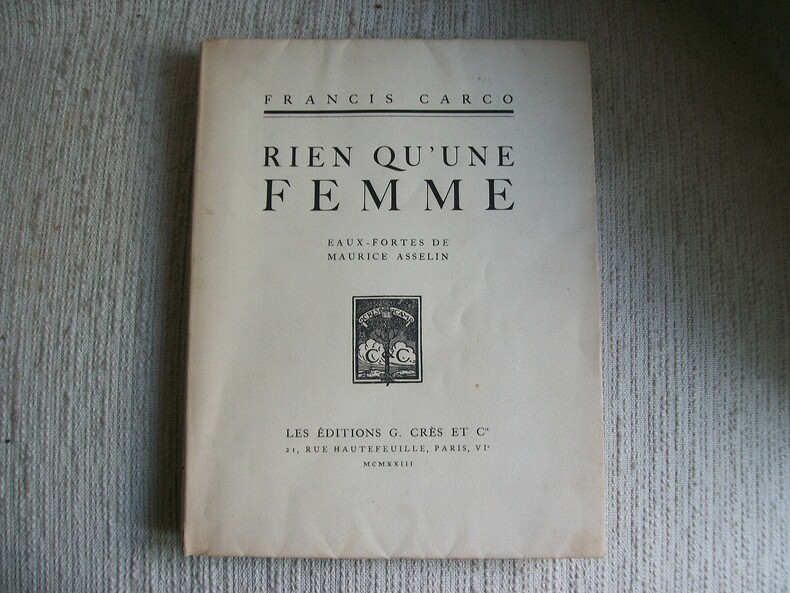 FRANCIS CARCO
RIEN QU'UNE
FEMME
EAUX-FORTES DE
MAURICE ASSELIN
C & C.
LES ÉDITIONS G. CRÈS ET Cie
21, RUE HAUTEFEUILLE, PARIS, VIe
MCMXXIII